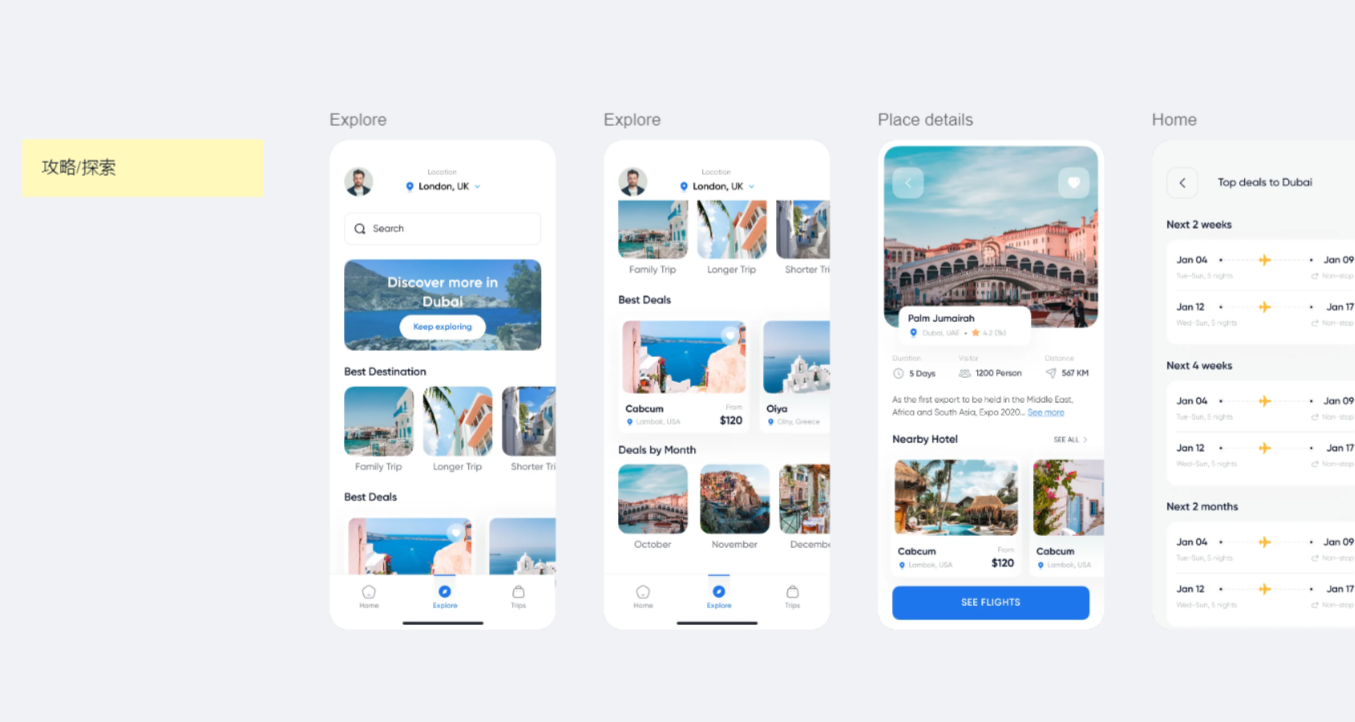 攻略/探索
Explore
Location
London, UK
Search
Discover more in
Dubai
Keep exploring
Best Destination
Family Trip
Longer Trip
Shorter Tri
Best Deals
Home
Explore
Trips
Explore
Location
London, UK
Family Trip
Longer Trip
Shorter Tri
Best Deals
Cabcum
From
Lombok, USA
$120
Oiya
Oity, Greece
Deals by Month
October
November
Decemb
Home
Explore
Trips
Place details
Palm Jumairah
Dubai, UAE • 4.2 (5k)
Duration
Visitor
Distance
5 Days
1200 Person
567 KM
As the first export to be held in the Middle East,
Africa and South Asia, Expo 2020... See more
Nearby Hotel
SEE ALL
Cabcum
From
Lombok, USA
$120
Cabcum
Lombok, USA
SEE FLIGHTS
Home
Top deals to Dubai
Next 2 weeks
Jan 04
Jan 09
Tue-Sun, 5 nights
Non-stop
Jan 12
Jan 17
Wed-Sun, 5 nights
Non-stop
Next 4 weeks
Jan 04
Jan 09
Tue-Sun, 5 nights
Non-stop
Jan 12
Jan 17
Wed-Sun, 5 nights
Non-stop
Next 2 months
Jan 04
Jan 09
Tue-Sun, 5 nights
Non-stop
Jan 12
Jan 17
Wed-Sun, 5 nights
Non-stop